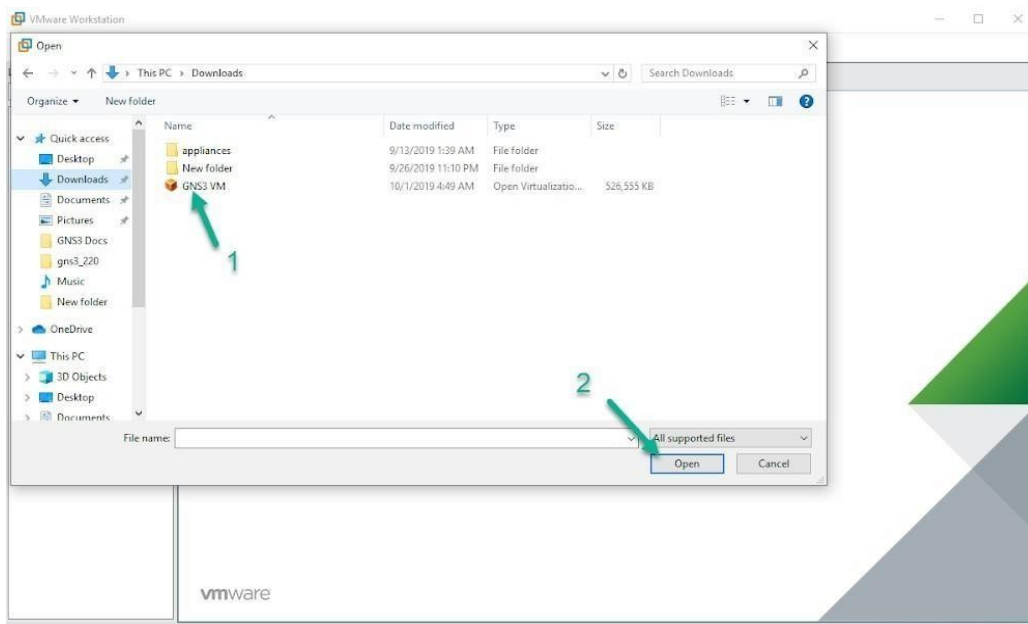 VMware Workstation
Open
This PC > Downloads
Search Downloads
Organize
New folder
Name
Date modified
Type
Size
Quick access
Desktop
Downloads
Documents
Pictures
GNS3 Docs
gns3_220
Music
New folder
OneDrive
This PC
3D Objects
Desktop
Documents
appliances 9/13/2019 1:39 AM File folder
New folder 9/26/2019 11:10 PM File folder
GNS3 VM 10/1/2019 4:49 AM Open Virtualizatio... 526,555 KB
1
2
File name:
All supported files
Open
Cancel
vmware